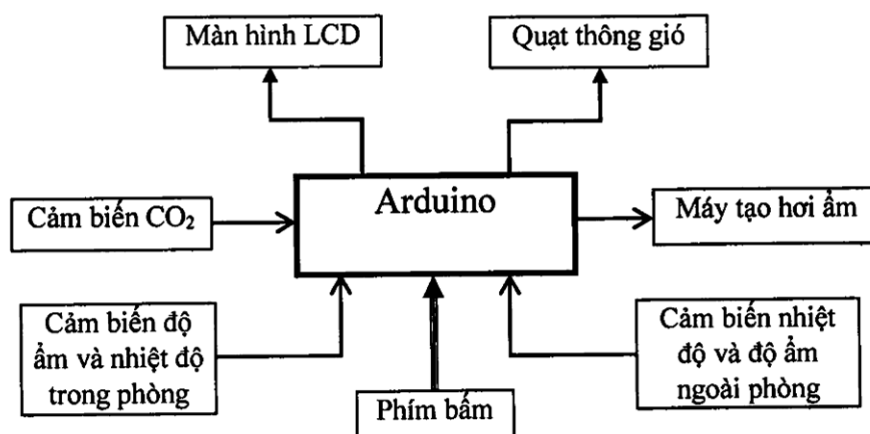 Màn hình LCD
Quạt thông gió
Arduino
Cảm biến CO₂
Máy tạo hơi ẩm
Cảm biến độ
ẩm và nhiệt độ
trong phòng
Phím bấm
Cảm biến nhiệt
độ và độ ẩm
ngoài phòng